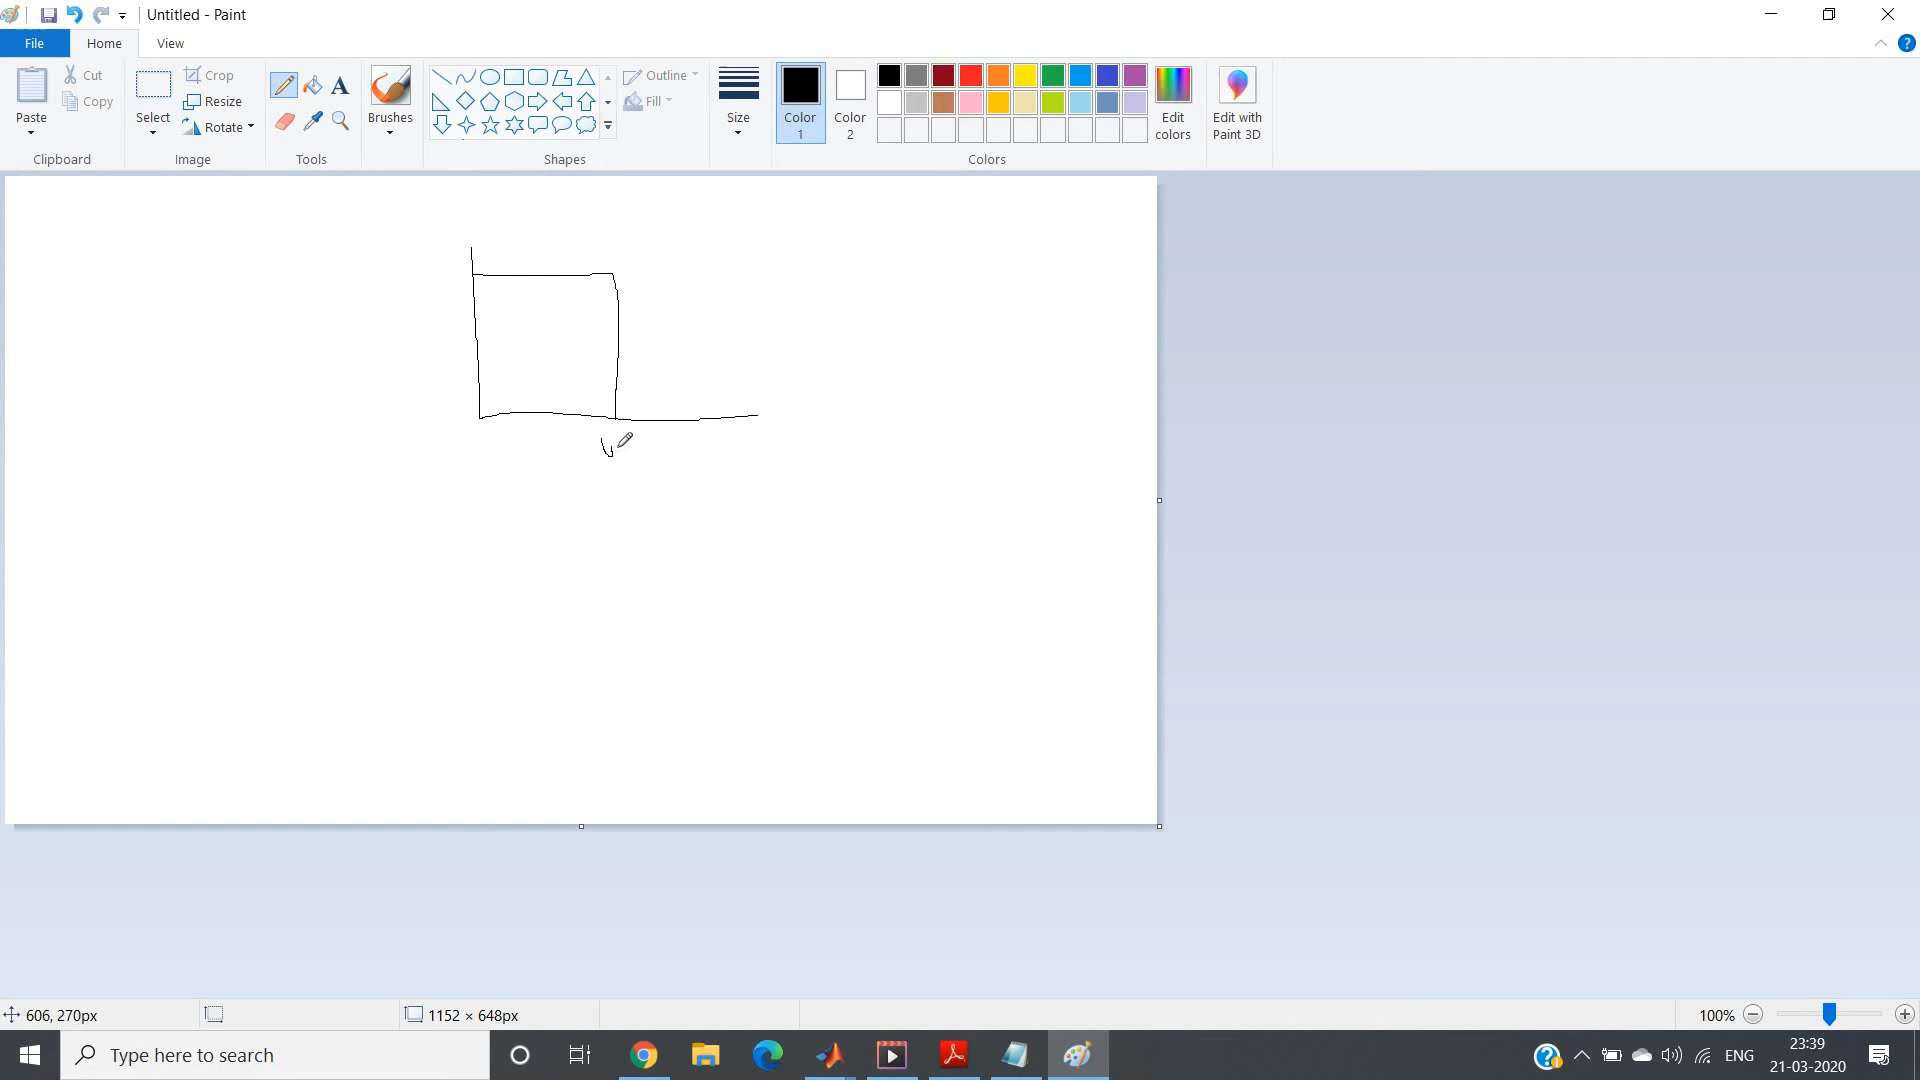 Untitled - Paint
File Home View
Paste
Cut
Copy
Clipboard
Select
Crop
Resize
Rotate
Image
Tools
Brushes
Shapes
Outline
Fill
Size
Color
1
Color
2
Colors
Edit
colors
Edit with
Paint 3D
606, 270px
1152 × 648px
100%
Type here to search
ENG
23:39
21-03-2020